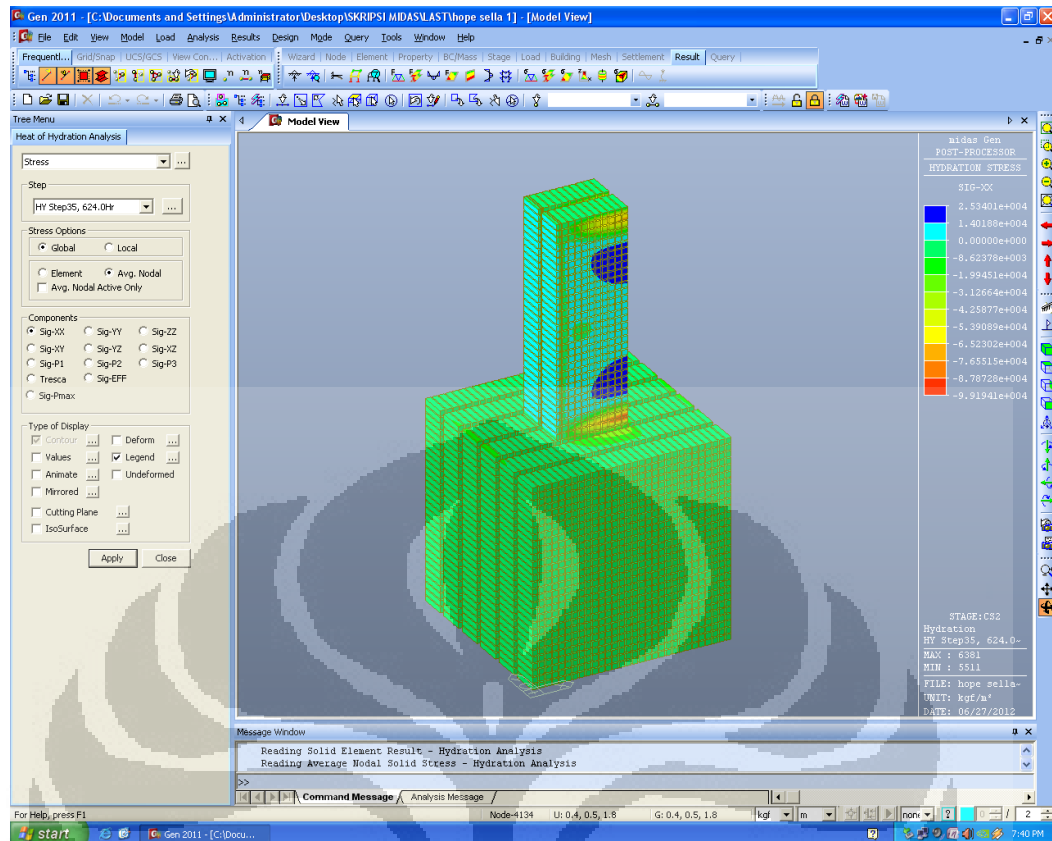 Gen 2011 - [C:\Documents and Settings\Administrator\Desktop\SKRIPSI MIDAS\LAST\hope sella 1] - [Model View]
File Edit View Model Load Analysis Results Design Mode Query Tools Window Help
Frequentl... Grid/Snap UCS/GCS View Con... Activation Wizard Node Element Property BC/Mass Stage Load Building Mesh Settlement Result Query
Tree Menu
Model View
Heat of Hydration Analysis
Stress
Step
HY Step35, 624.0Hr
Stress Options
Global Local
Element Avg. Nodal
Avg. Nodal Active Only
Components
Sig-XX Sig-YY Sig-ZZ
Sig-XY Sig-YZ Sig-XZ
Sig-P1 Sig-P2 Sig-P3
Tresca Sig-EFF
Sig-Pmax
Type of Display
Contour ... Deform ...
Values ... Legend ...
Animate ... Undeformed
Mirrored ...
Cutting Plane ...
IsoSurface ...
Apply Close
midas Gen
POST-PROCESSOR
HYDRATION STRESS
SIG-XX
2.53401e+004
1.40188e+004
0.00000e+000
-8.62378e+003
-1.99451e+004
-3.12664e+004
-4.25877e+004
-5.39089e+004
-6.52302e+004
-7.65515e+004
-8.78728e+004
-9.91941e+004
STAGE:CS2
Hydration
HY Step35, 624.0~
MAX : 6381
MIN : 5511
FILE: hope sella~
UNIT: kgf/m²
DATE: 06/27/2012
Message Window
Reading Solid Element Result - Hydration Analysis
Reading Average Nodal Solid Stress - Hydration Analysis
>>
Command Message Analysis Message
For Help, press F1 Node-4134 U: 0.4, 0.5, 1.8 G: 0.4, 0.5, 1.8 kgf m non 0 / 2
start Gen 2011 - [C:\Docu... 7:40 PM